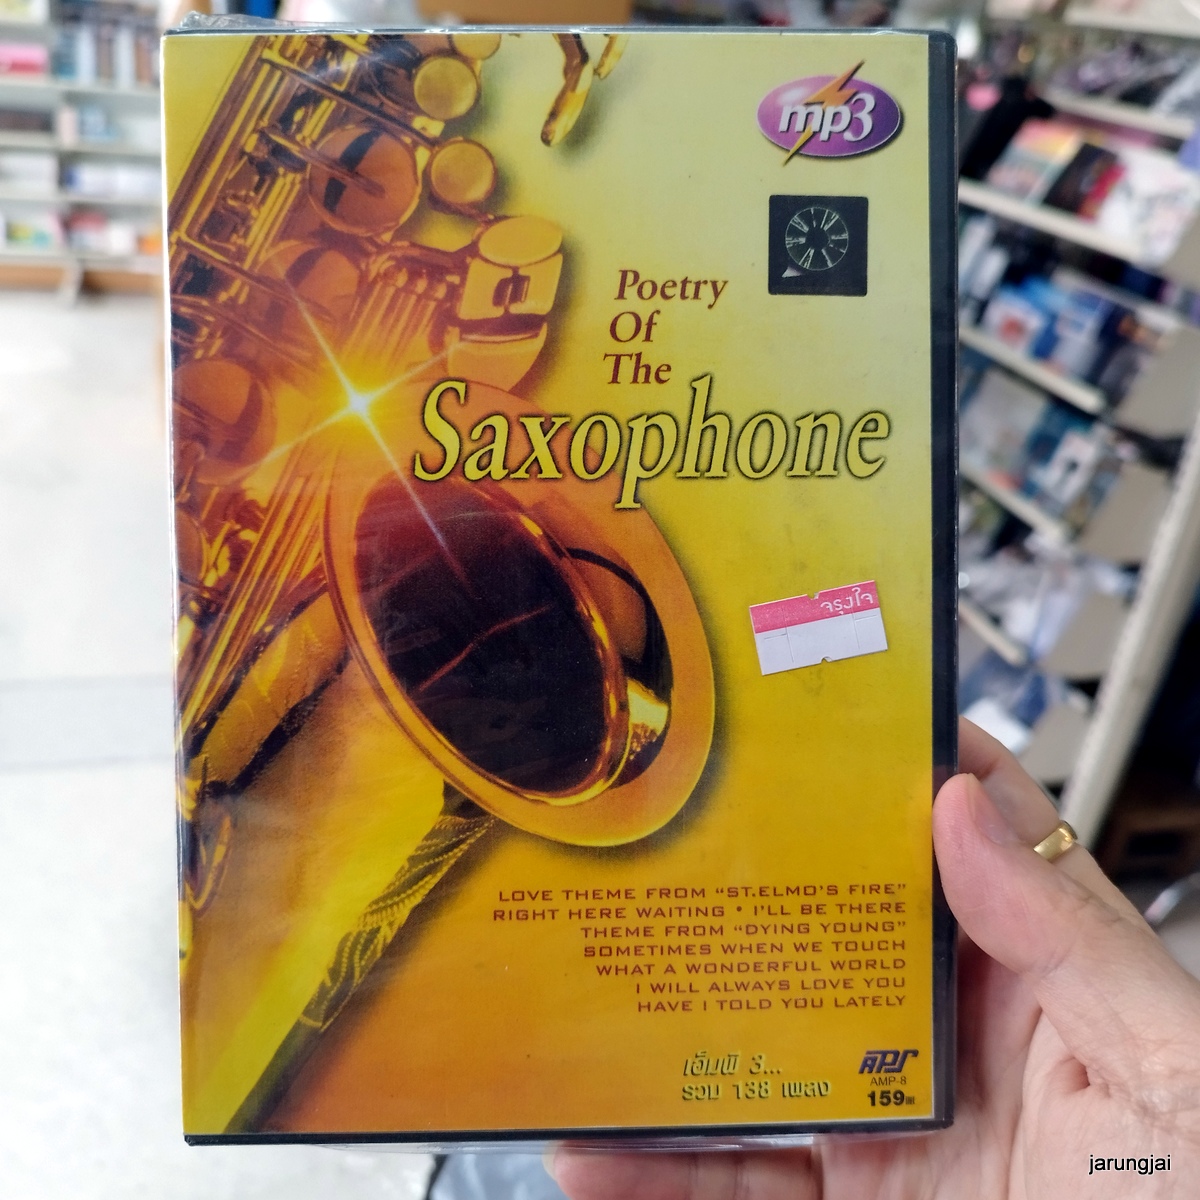 mp3
Poetry
Of
The
Saxophone
จรุงใจ
LOVE THEME FROM "ST.ELMO'S FIRE"
RIGHT HERE WAITING • I'LL BE THERE
THEME FROM "DYING YOUNG"
SOMETIMES WHEN WE TOUCH
WHAT A WONDERFUL WORLD
I WILL ALWAYS LOVE YOU
HAVE I TOLD YOU LATELY
เอ็มพี 3...
รวม 138 เพลง
APS
AMP-8
159
jarungjai